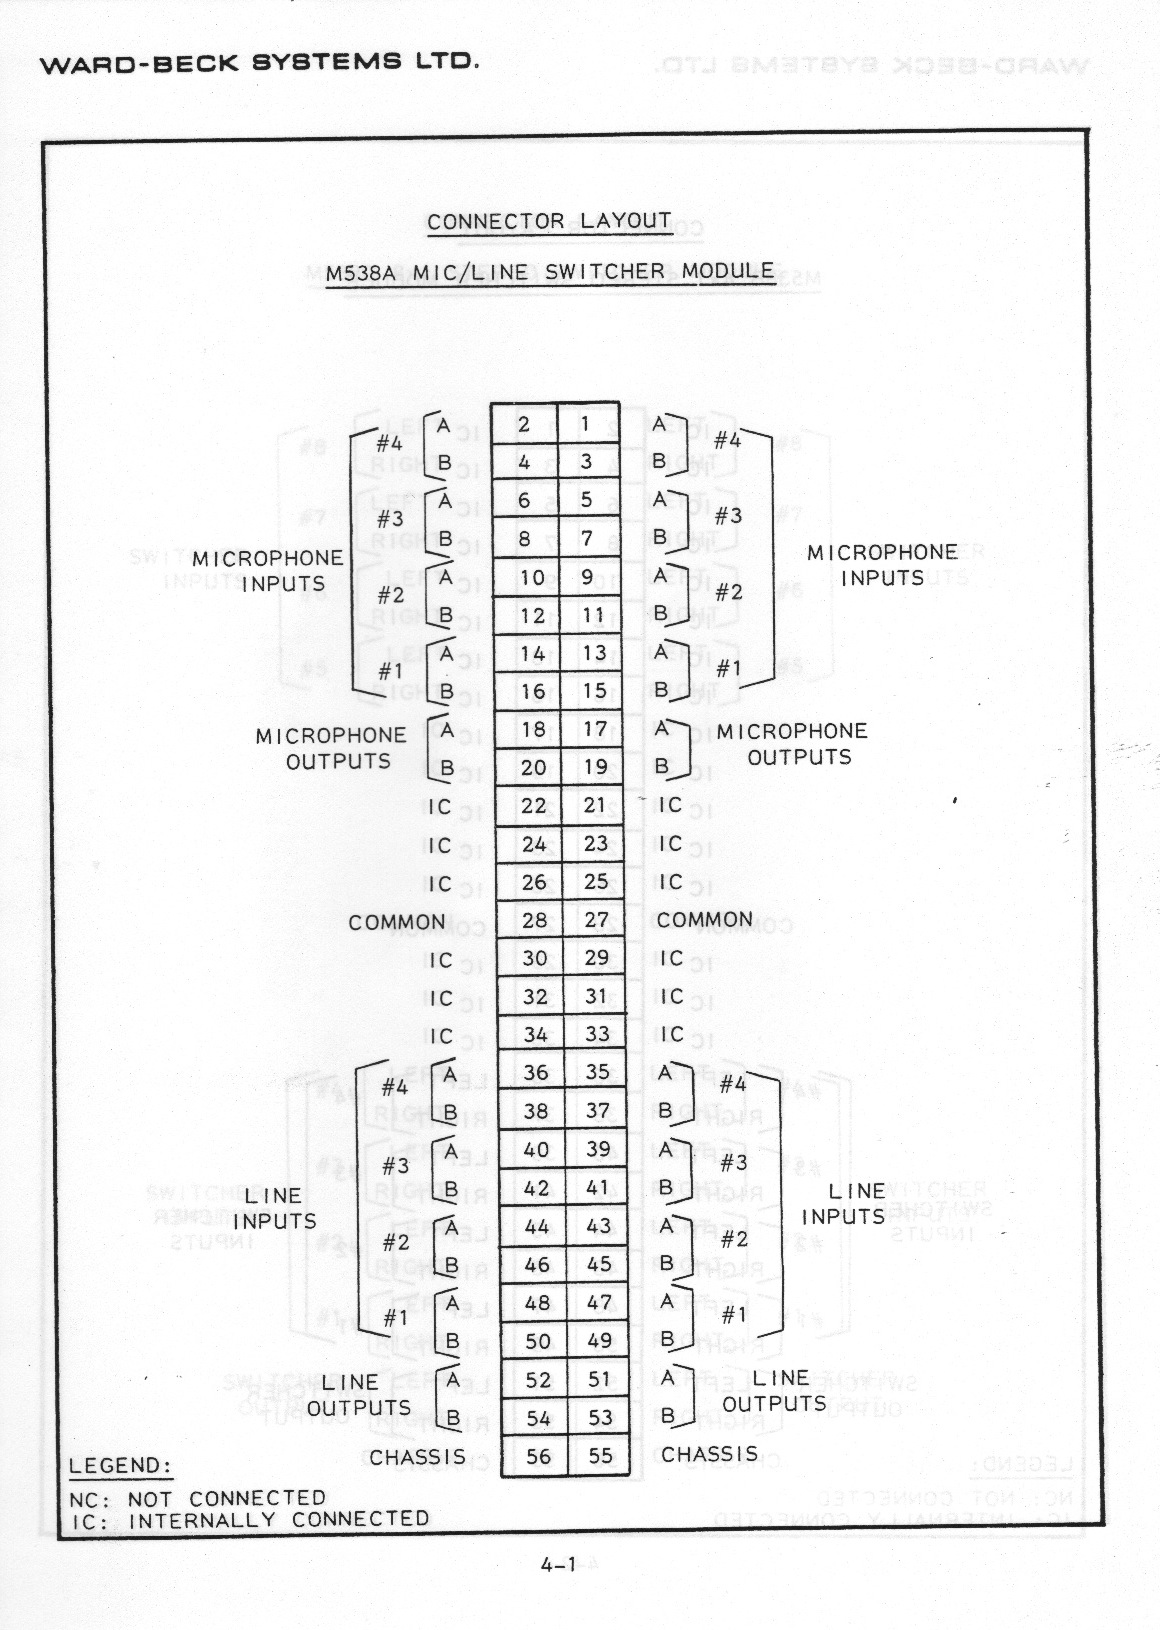 WARD-BECK SYSTEMS LTD.
CONNECTOR LAYOUT
M538A MIC/LINE SWITCHER MODULE
#4 A 2 1 A #4
B 4 3 B
#3 A 6 5 A #3
B 8 7 B
MICROPHONE INPUTS
MICROPHONE INPUTS
#2 A 10 9 A #2
B 12 11 B
#1 A 14 13 A #1
B 16 15 B
MICROPHONE OUTPUTS A 18 17 A MICROPHONE OUTPUTS
B 20 19 B
IC 22 21 IC
IC 24 23 IC
IC 26 25 IC
COMMON 28 27 COMMON
IC 30 29 IC
IC 32 31 IC
IC 34 33 IC
#4 A 36 35 A #4
B 38 37 B
#3 A 40 39 A #3
B 42 41 B
LINE INPUTS
LINE INPUTS
#2 A 44 43 A #2
B 46 45 B
#1 A 48 47 A #1
B 50 49 B
LINE OUTPUTS A 52 51 A LINE OUTPUTS
B 54 53 B
CHASSIS 56 55 CHASSIS
LEGEND:
NC: NOT CONNECTED
IC: INTERNALLY CONNECTED
4-1